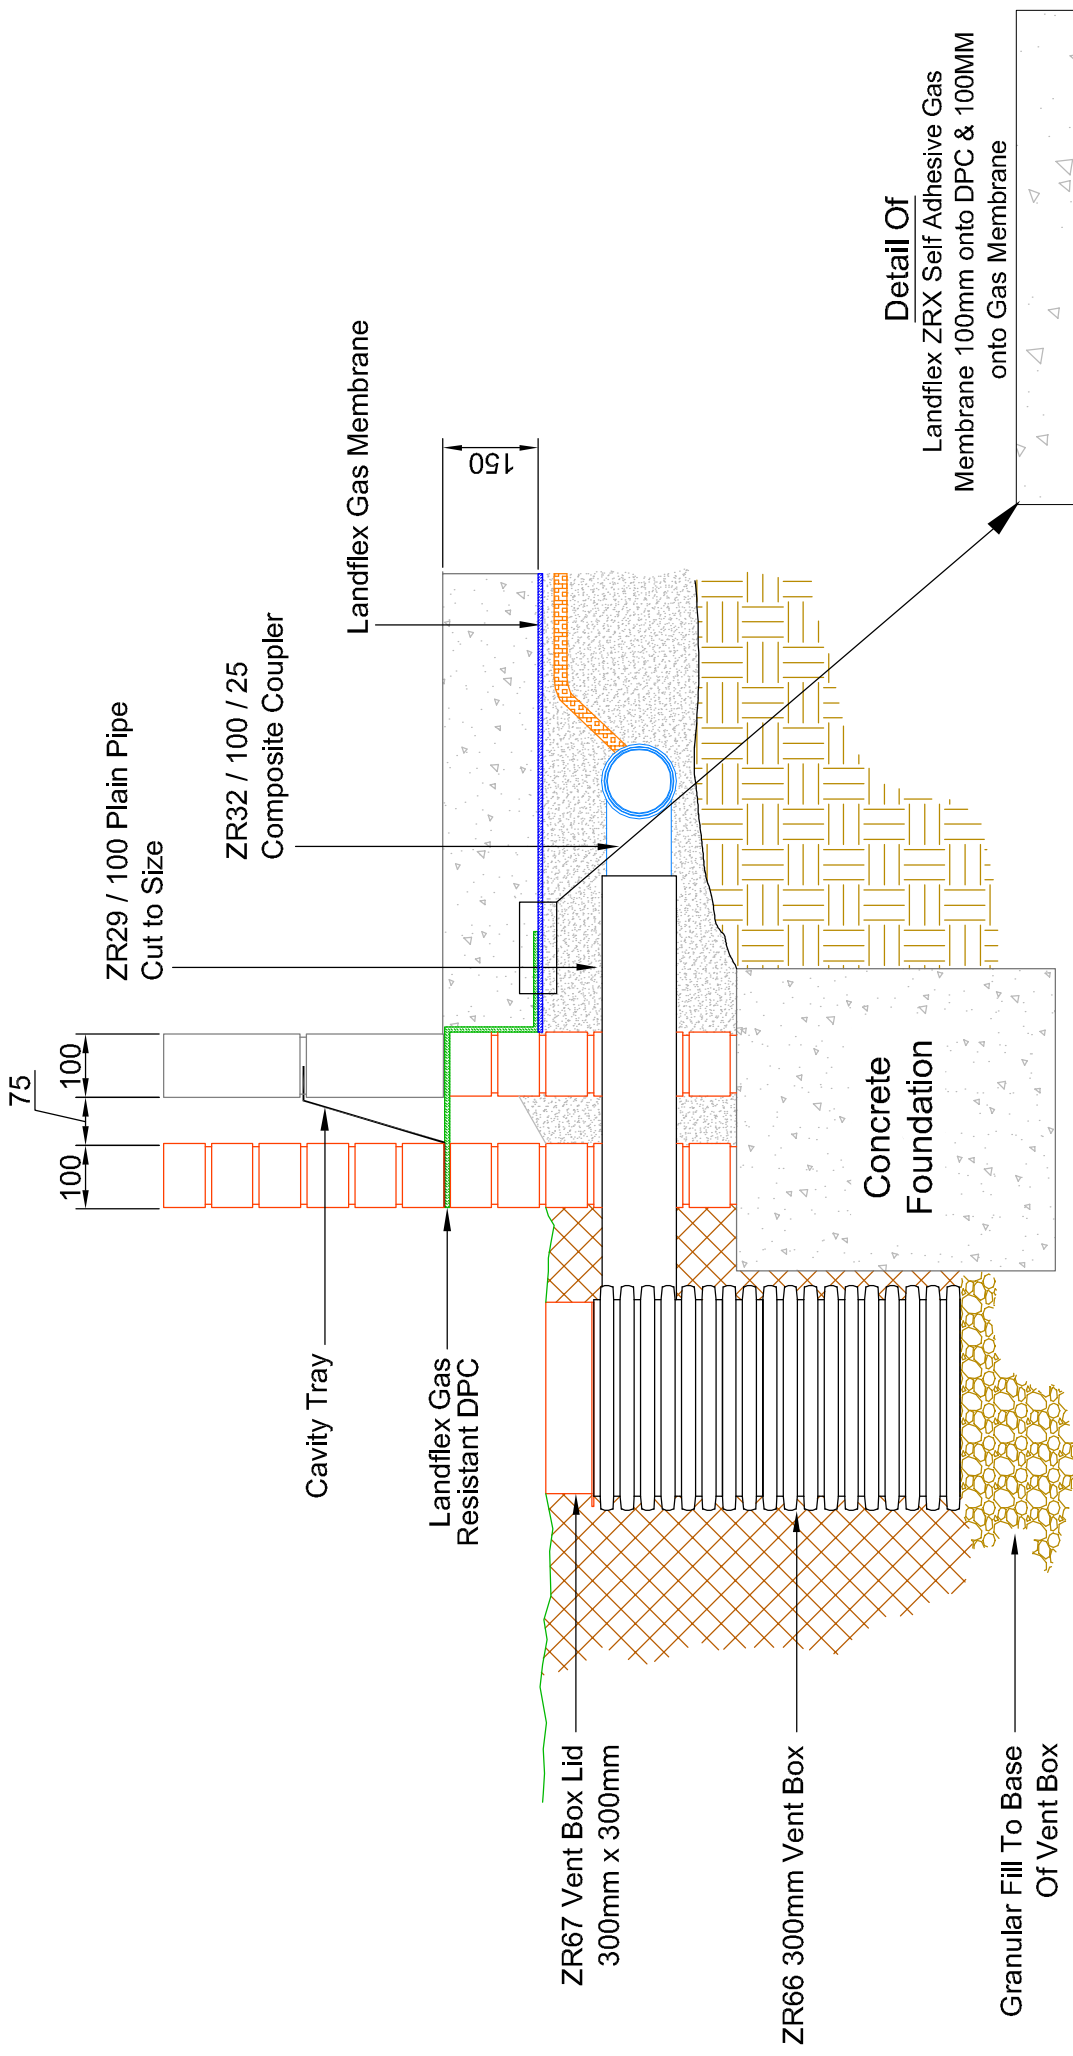 75
100
100
ZR29 / 100 Plain Pipe
Cut to Size
ZR32 / 100 / 25
Composite Coupler
Landflex Gas Membrane
150
Cavity Tray
Landflex Gas
Resistant DPC
ZR67 Vent Box Lid
300mm x 300mm
ZR66 300mm Vent Box
Granular Fill To Base
Of Vent Box
Concrete
Foundation
Detail Of
Landflex ZRX Self Adhesive Gas
Membrane 100mm onto DPC & 100MM
onto Gas Membrane